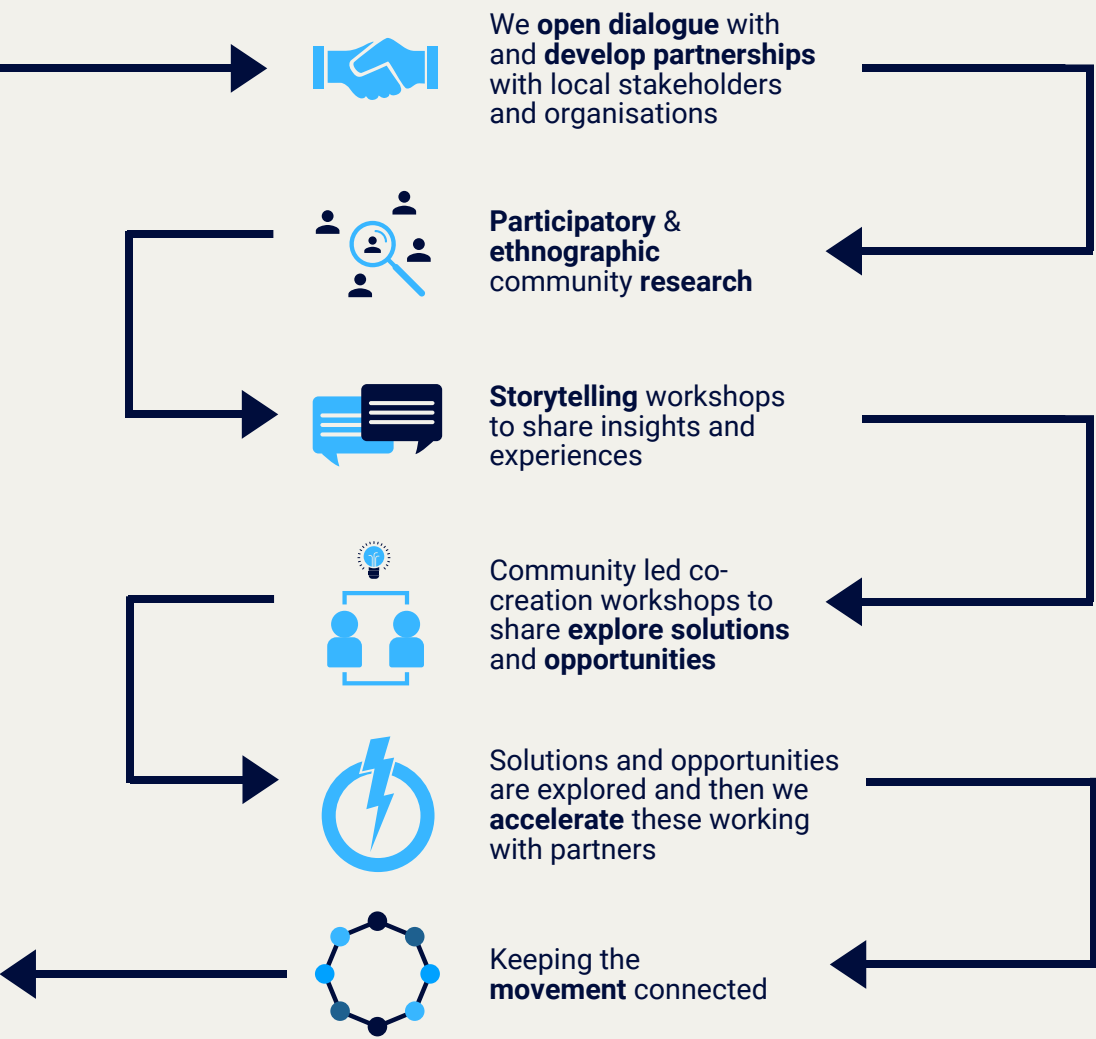 We open dialogue with
and develop partnerships
with local stakeholders
and organisations
Participatory &
ethnographic
community research
Storytelling workshops
to share insights and
experiences
Community led co-
creation workshops to
share explore solutions
and opportunities
Solutions and opportunities
are explored and then we
accelerate these working
with partners
Keeping the
movement connected